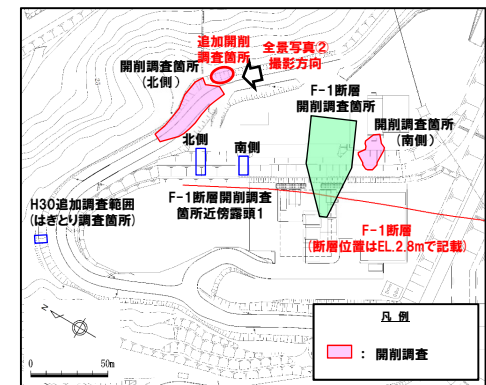 追加開削
調査箇所
全景写真②
撮影方向
開削調査箇所
(北側)
F-1断層
開削調査箇所
開削調査箇所
(南側)
北側
南側
H30追加調査範囲
(はぎとり調査箇所)
F-1断層開削調査
箇所近傍露頭1
F-1断層
(断層位置はEL.2.8mで記載)
N
0 50m
凡 例
: 開削調査